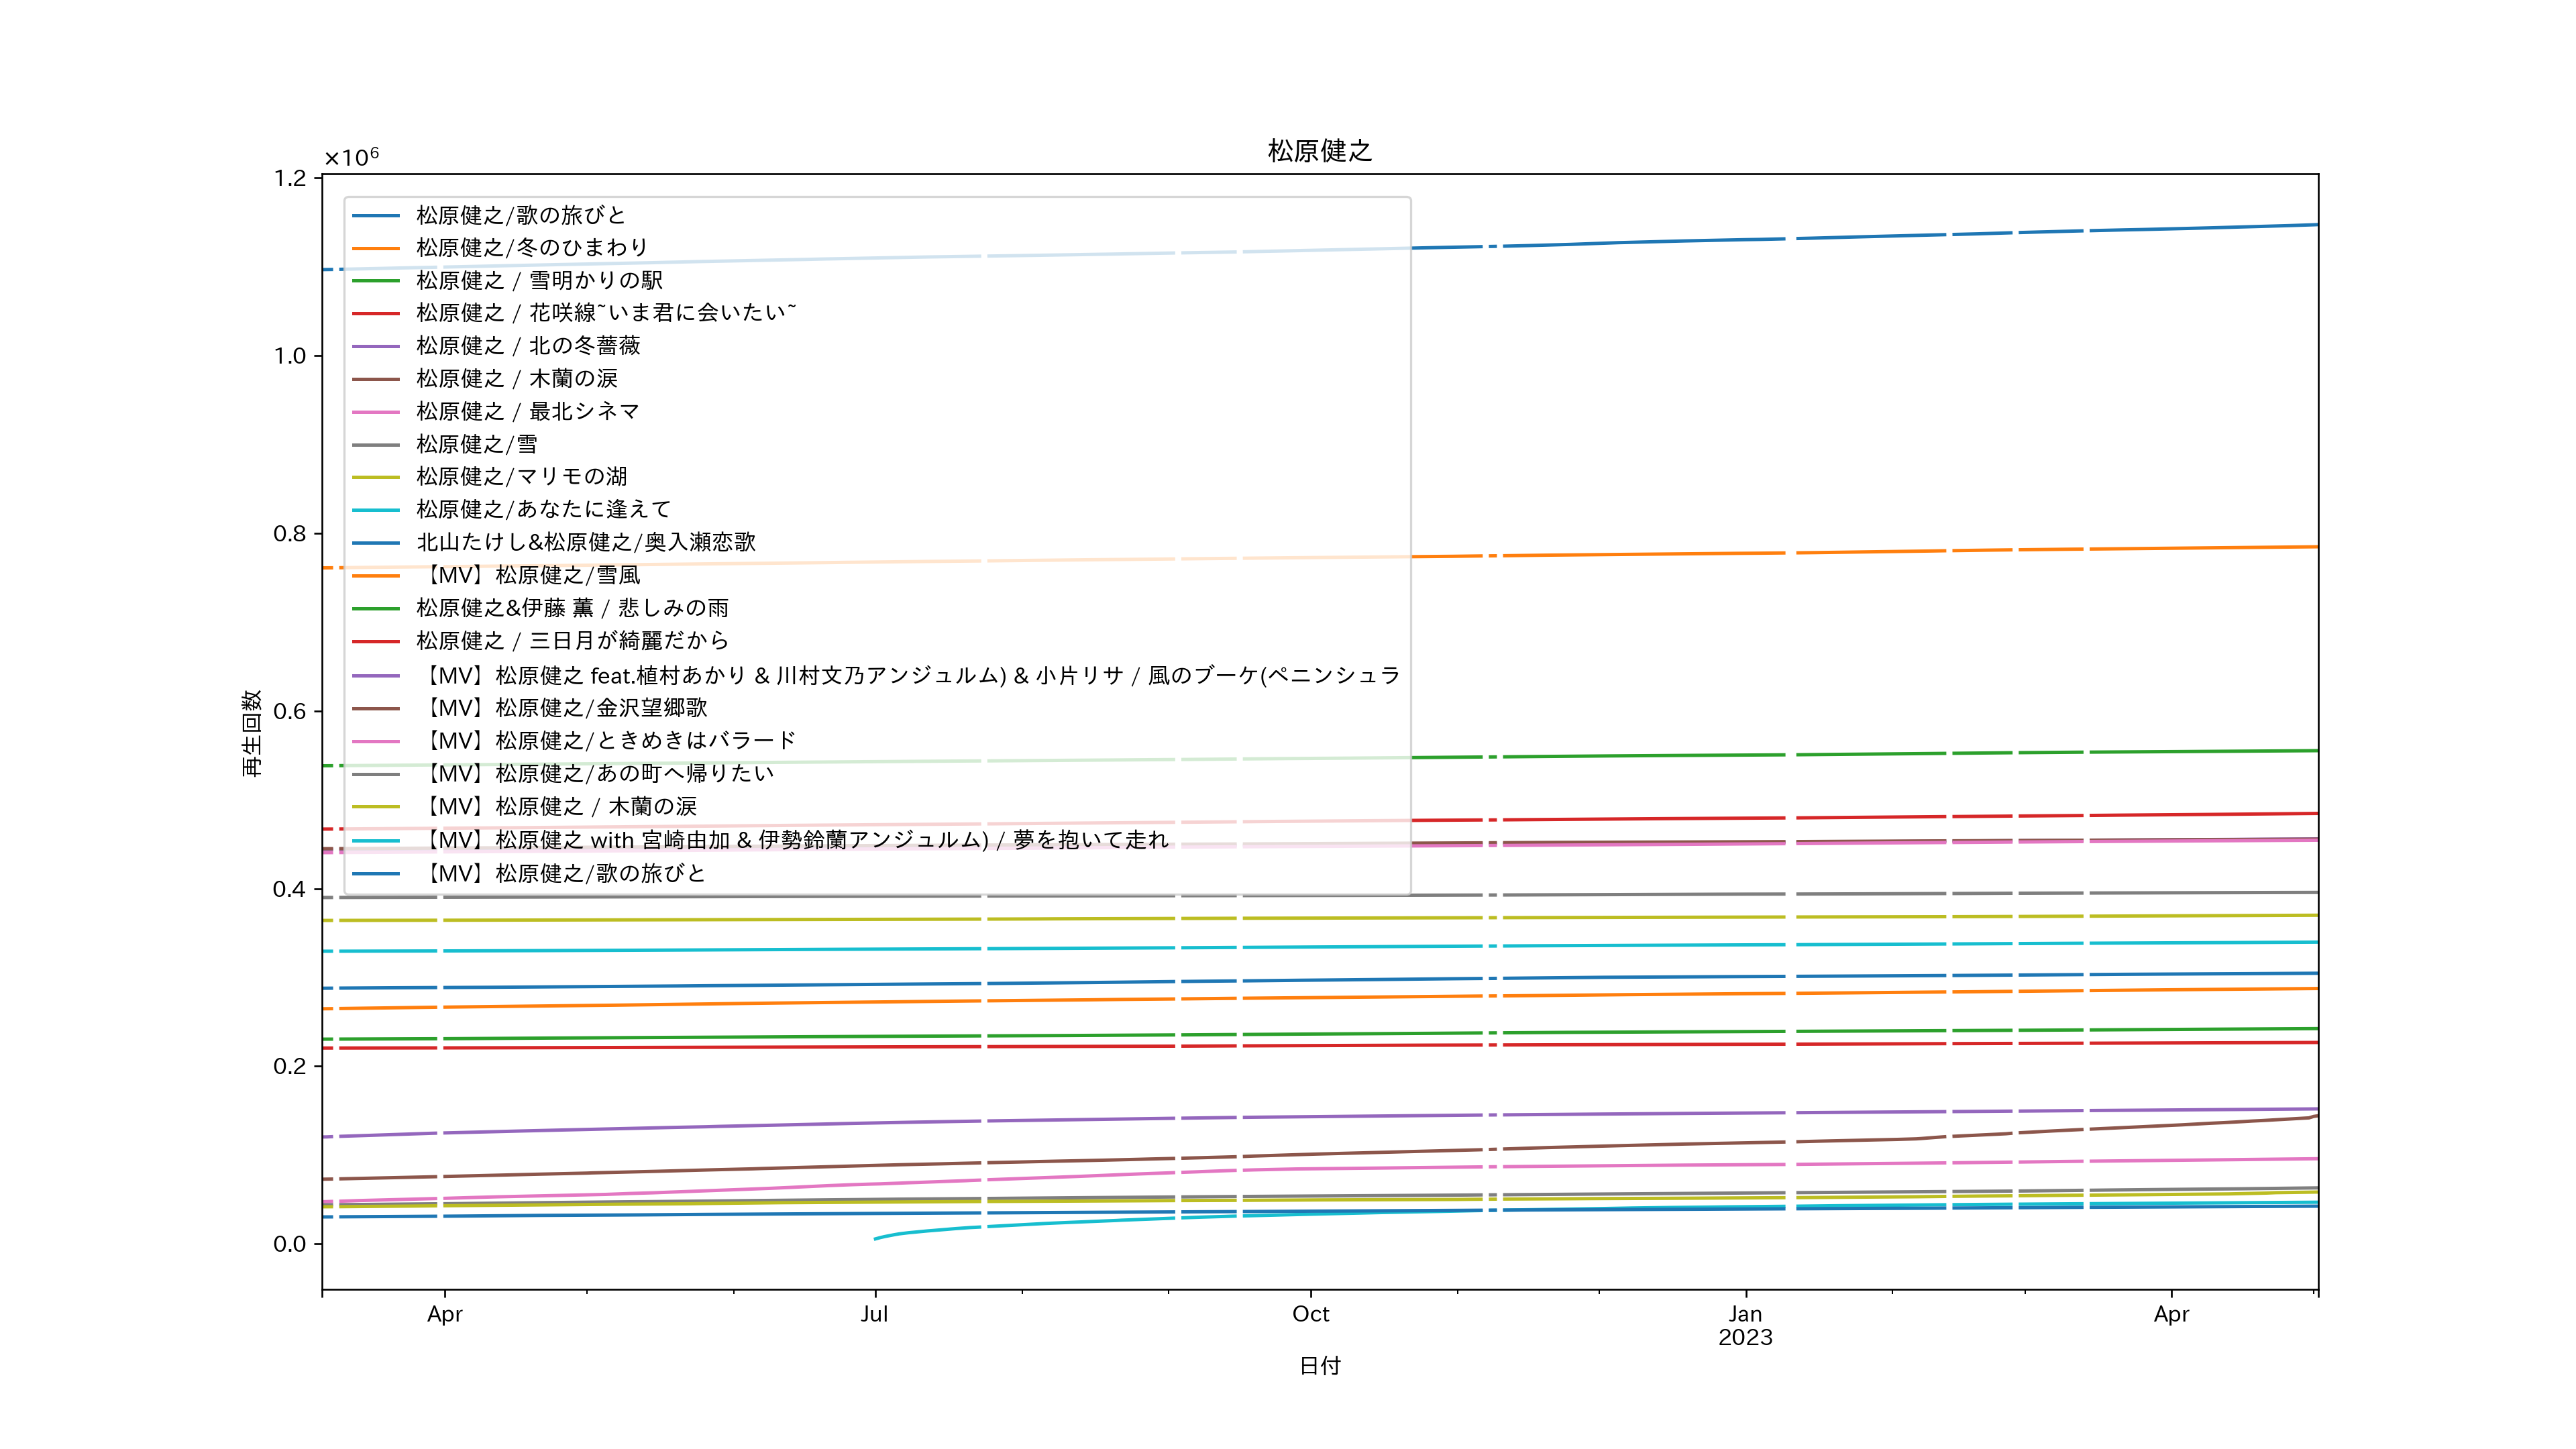 松原健之
×10⁶
1.2
1.0
0.8
0.6
0.4
0.2
0.0
再生回数
松原健之/歌の旅びと
松原健之/冬のひまわり
松原健之 / 雪明かりの駅
松原健之 / 花咲線~いま君に会いたい~
松原健之 / 北の冬薔薇
松原健之 / 木蘭の涙
松原健之 / 最北シネマ
松原健之/雪
松原健之/マリモの湖
松原健之/あなたに逢えて
北山たけし&松原健之/奥入瀬恋歌
【MV】松原健之/雪風
松原健之&伊藤 薫 / 悲しみの雨
松原健之 / 三日月が綺麗だから
【MV】松原健之 feat.植村あかり & 川村文乃アンジュルム) & 小片リサ / 風のブーケ(ペニンシュラ
【MV】松原健之/金沢望郷歌
【MV】松原健之/ときめきはバラード
【MV】松原健之/あの町へ帰りたい
【MV】松原健之 / 木蘭の涙
【MV】松原健之 with 宮崎由加 & 伊勢鈴蘭アンジュルム) / 夢を抱いて走れ
【MV】松原健之/歌の旅びと
Apr Jul Oct Jan Apr
2023
日付